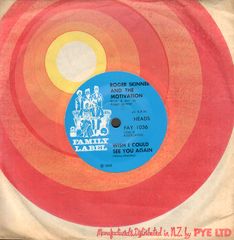 ROGER SKINNER
AND THE
MOTIVATION
HEADS
FAY 1036
WISH I COULD
SEE YOU AGAIN
FAMILY
LABEL
Manufactured & Distributed in N.Z. by PYE LTD